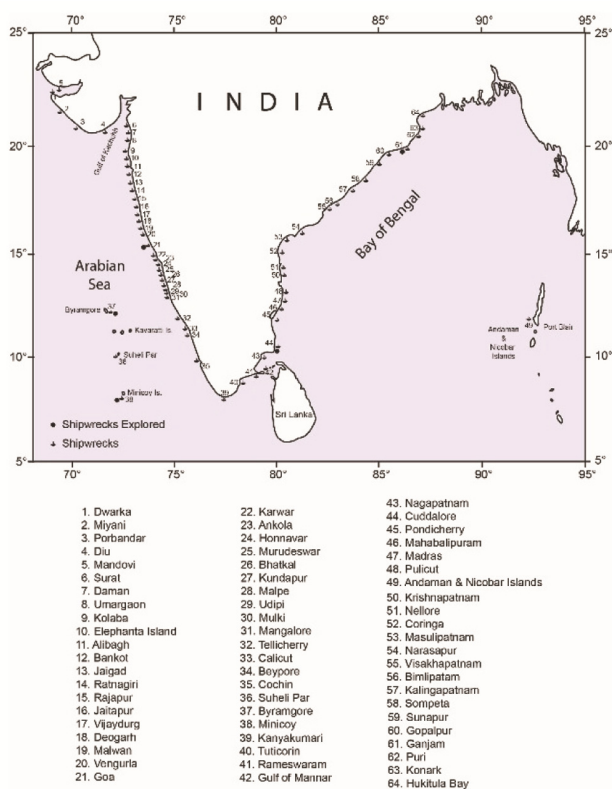 70° 75° 80° 85° 90° 95°
25° 25°
INDIA
20° 20°
Bay of Bengal
15° 15°
Arabian
Sea
Byramgore
Kavaratti Is.
Andaman
&
Nicobar
Islands
Port Blair
10° 10°
Suheli Par
Minicoy Is.
Sri Lanka
Shipwrecks Explored
Shipwrecks
5° 5°
70° 75° 80° 85° 90° 95°
1. Dwarka
2. Miyani
3. Porbandar
4. Diu
5. Mandovi
6. Surat
7. Daman
8. Umargaon
9. Kolaba
10. Elephanta Island
11. Alibagh
12. Bankot
13. Jaigad
14. Ratnagiri
15. Rajapur
16. Jaitapur
17. Vijaydurg
18. Deogarh
19. Malwan
20. Vengurla
21. Goa
22. Karwar
23. Ankola
24. Honnavar
25. Murudeswar
26. Bhatkal
27. Kundapur
28. Malpe
29. Udipi
30. Mulki
31. Mangalore
32. Tellicherry
33. Calicut
34. Beypore
35. Cochin
36. Suheli Par
37. Byramgore
38. Minicoy
39. Kanyakumari
40. Tuticorin
41. Rameswaram
42. Gulf of Mannar
43. Nagapatnam
44. Cuddalore
45. Pondicherry
46. Mahabalipuram
47. Madras
48. Pulicut
49. Andaman & Nicobar Islands
50. Krishnapatnam
51. Nellore
52. Coringa
53. Masulipatnam
54. Narasapur
55. Visakhapatnam
56. Bimlipatam
57. Kalingapatnam
58. Sompeta
59. Sunapur
60. Gopalpur
61. Ganjam
62. Puri
63. Konark
64. Hukitula Bay